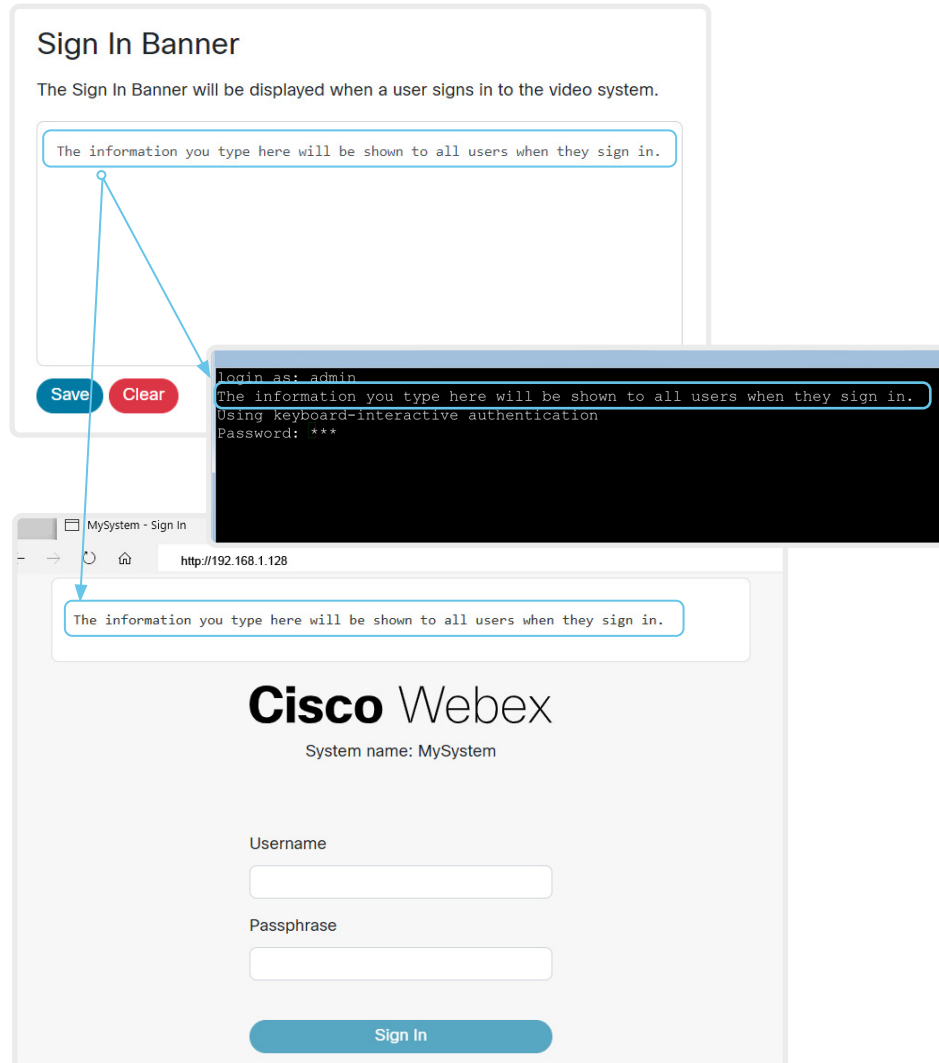 Sign In Banner
The Sign In Banner will be displayed when a user signs in to the video system.
The information you type here will be shown to all users when they sign in.
Save
Clear
login as: admin
The information you type here will be shown to all users when they sign in.
Using keyboard-interactive authentication
Password: ***
MySystem - Sign In
http://192.168.1.128
The information you type here will be shown to all users when they sign in.
Cisco Webex
System name: MySystem
Username
Passphrase
Sign In